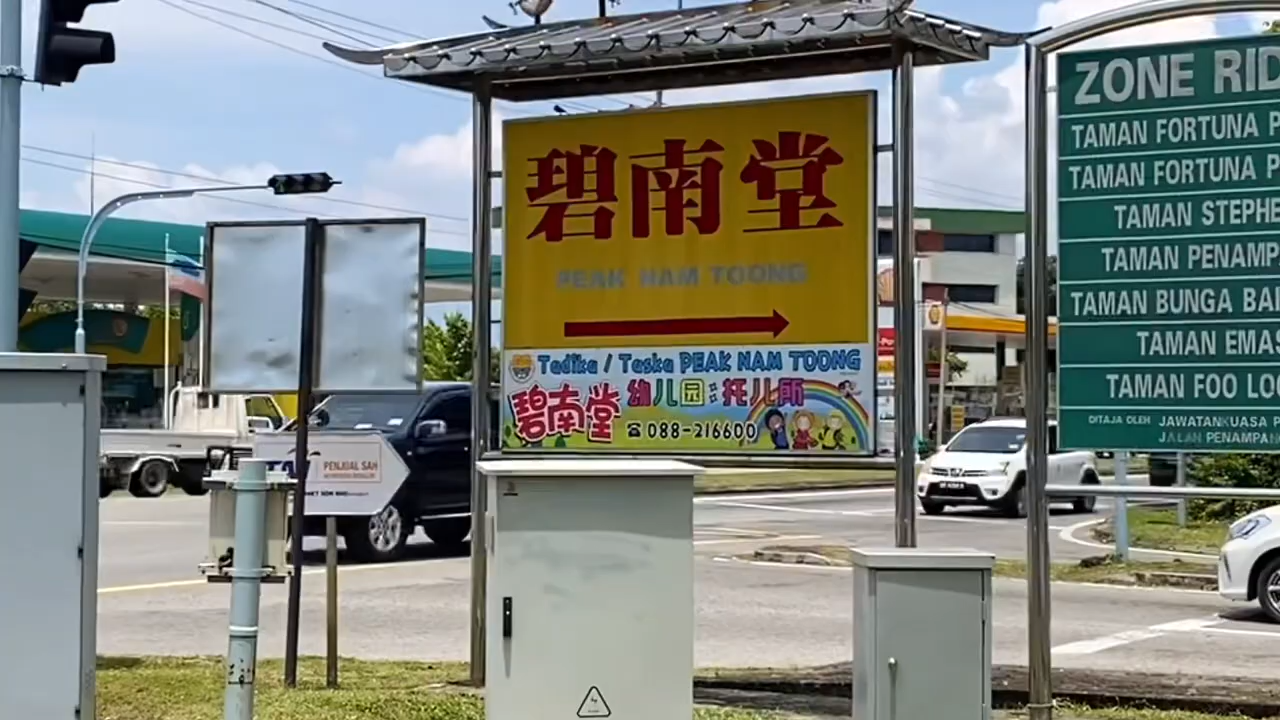 碧南堂
PEAK NAM TOONG
Tadika / Taska PEAK NAM TOONG
碧南堂
幼儿园
托儿所
☎ 088-216600
PENJUAL SAH
ZONE RID
TAMAN FORTUNA P
TAMAN FORTUNA P
TAMAN STEPHE
TAMAN PENAMPA
TAMAN BUNGA BA
TAMAN EMAS
TAMAN FOO LO
DITAJA OLEH JAWATANKUASA P
JALAN PENAMPA